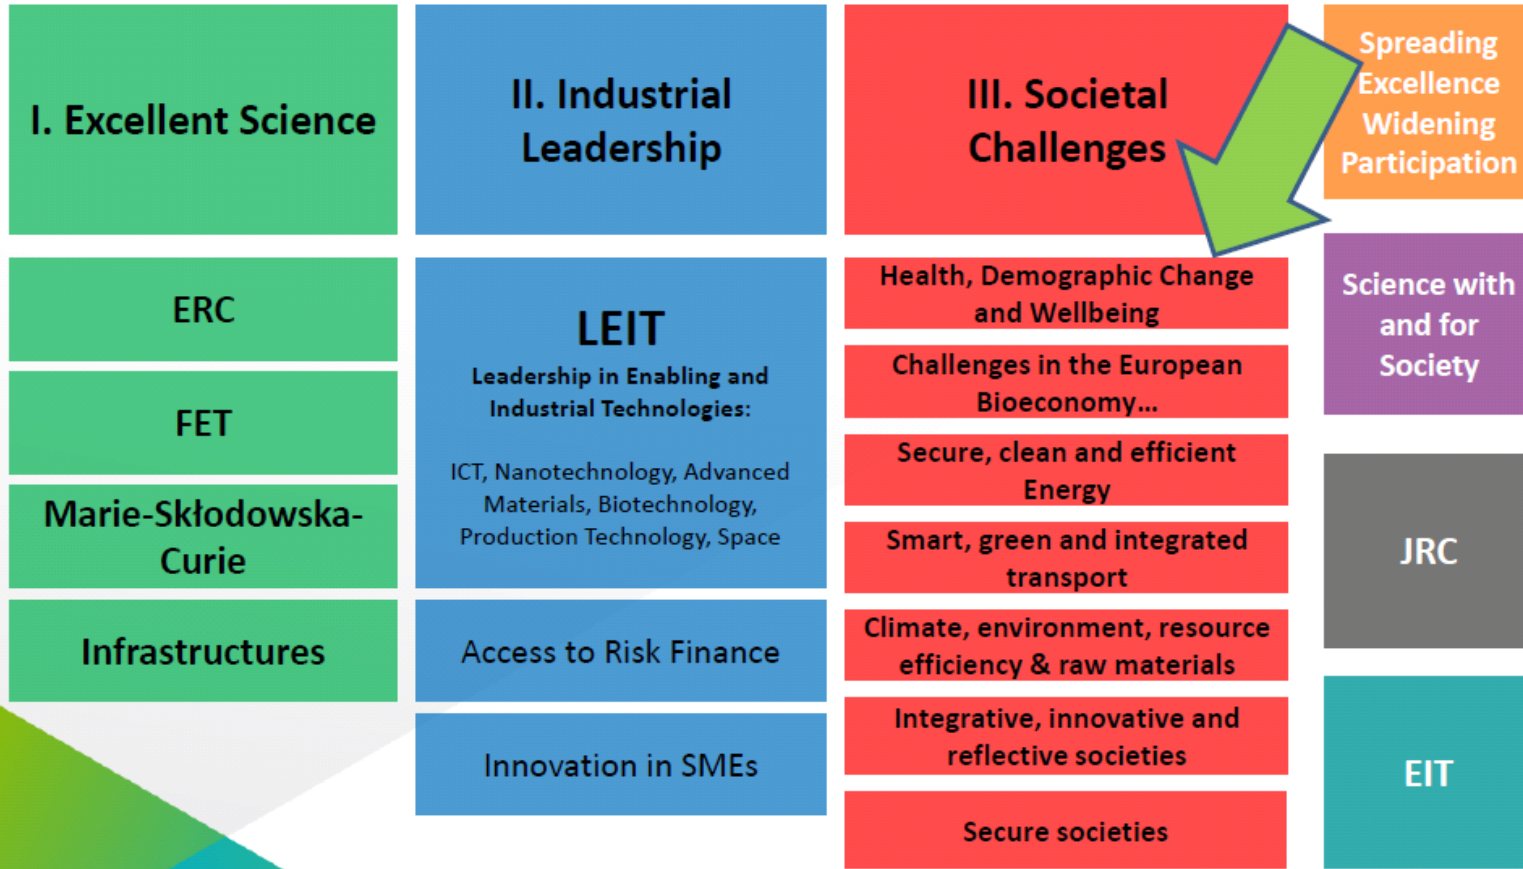 I. Excellent Science
ERC
FET
Marie-Skłodowska-
Curie
Infrastructures
II. Industrial
Leadership
LEIT
Leadership in Enabling and
Industrial Technologies:
ICT, Nanotechnology, Advanced
Materials, Biotechnology,
Production Technology, Space
Access to Risk Finance
Innovation in SMEs
III. Societal
Challenges
Health, Demographic Change
and Wellbeing
Challenges in the European
Bioeconomy...
Secure, clean and efficient
Energy
Smart, green and integrated
transport
Climate, environment, resource
efficiency & raw materials
Integrative, innovative and
reflective societies
Secure societies
Spreading
Excellence
Widening
Participation
Science with
and for
Society
JRC
EIT